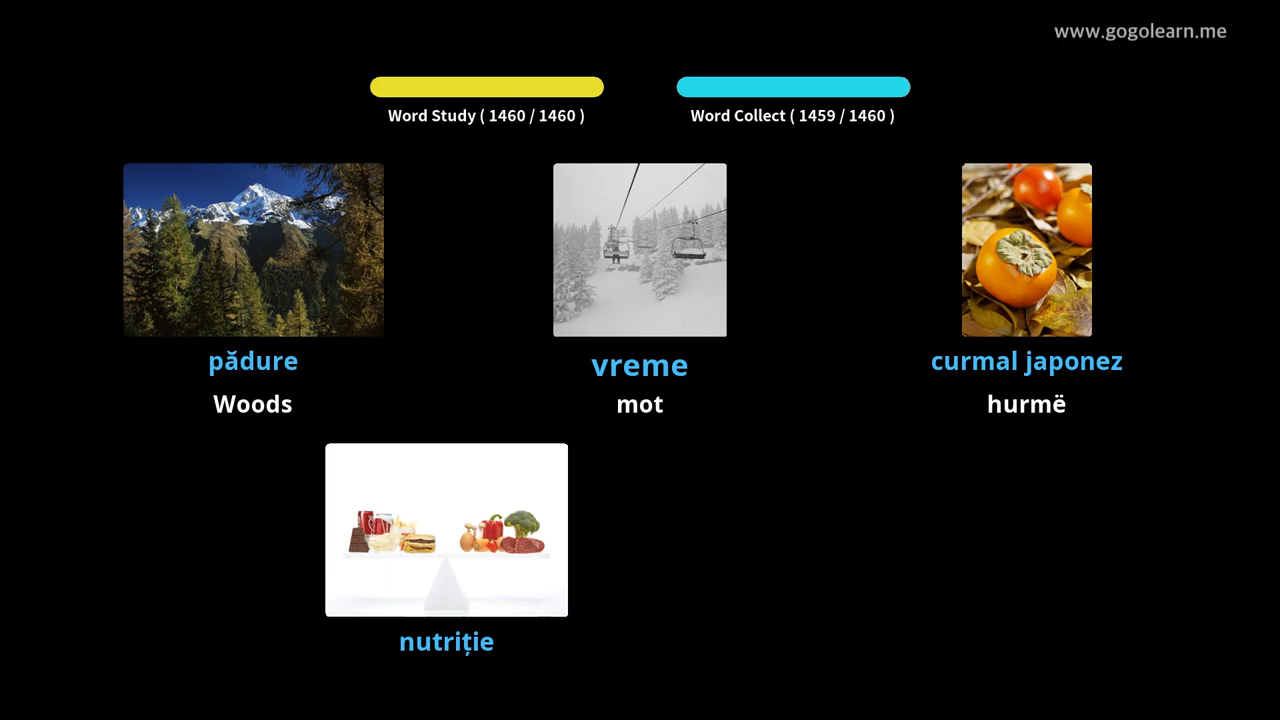 www.gogolearn.me
Word Study ( 1460 / 1460 )
Word Collect ( 1459 / 1460 )
pădure
Woods
vreme
mot
curmal japonez
hurmë
nutriție